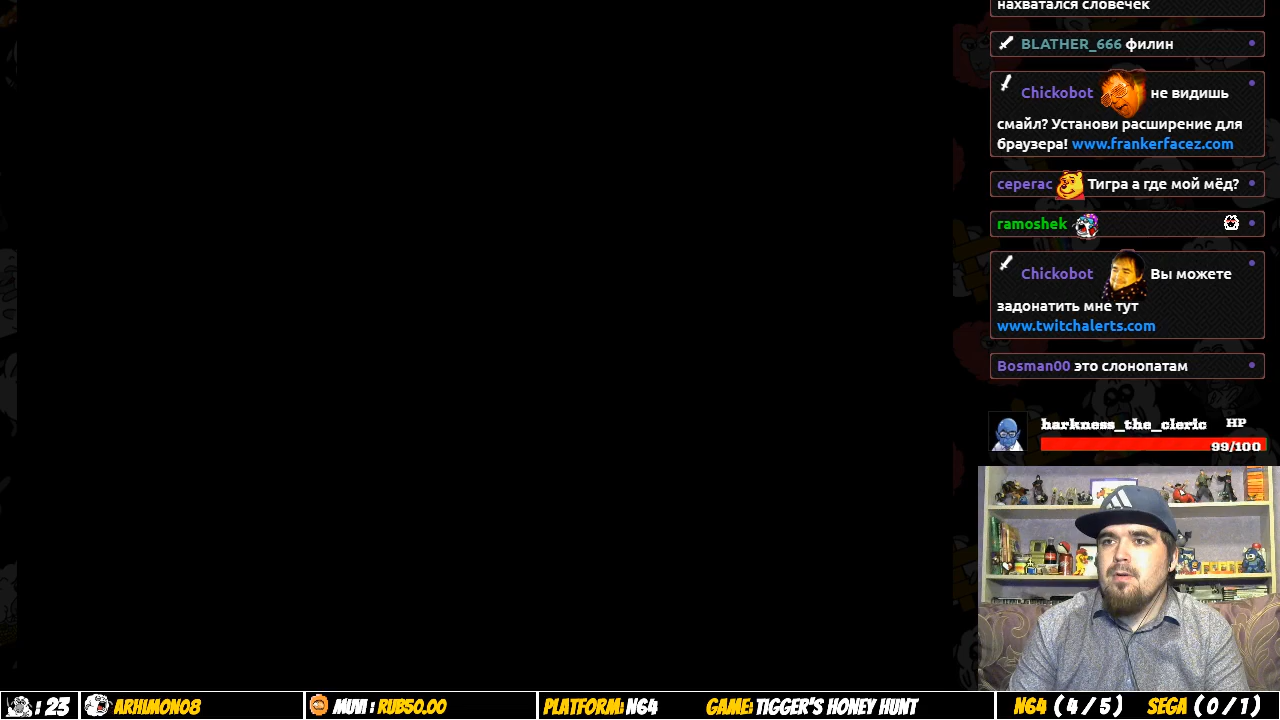 нахватался словечек
BLATHER_666 филин
Chickobot не видишь
смайл? Установи расширение для
браузера! www.frankerfacez.com
ceperac Тигра а где мой мёд?
ramoshek
Chickobot Вы можете
задонатить мне тут
www.twitchalerts.com
Bosman00 это слонопатам
harkness_the_cleric HP
99/100
: 23 ARHIMON08 MUVI : RUB50.00 PLATFORM: N64 GAME: TIGGER'S HONEY HUNT N64 (4/5) SEGA (0/1)